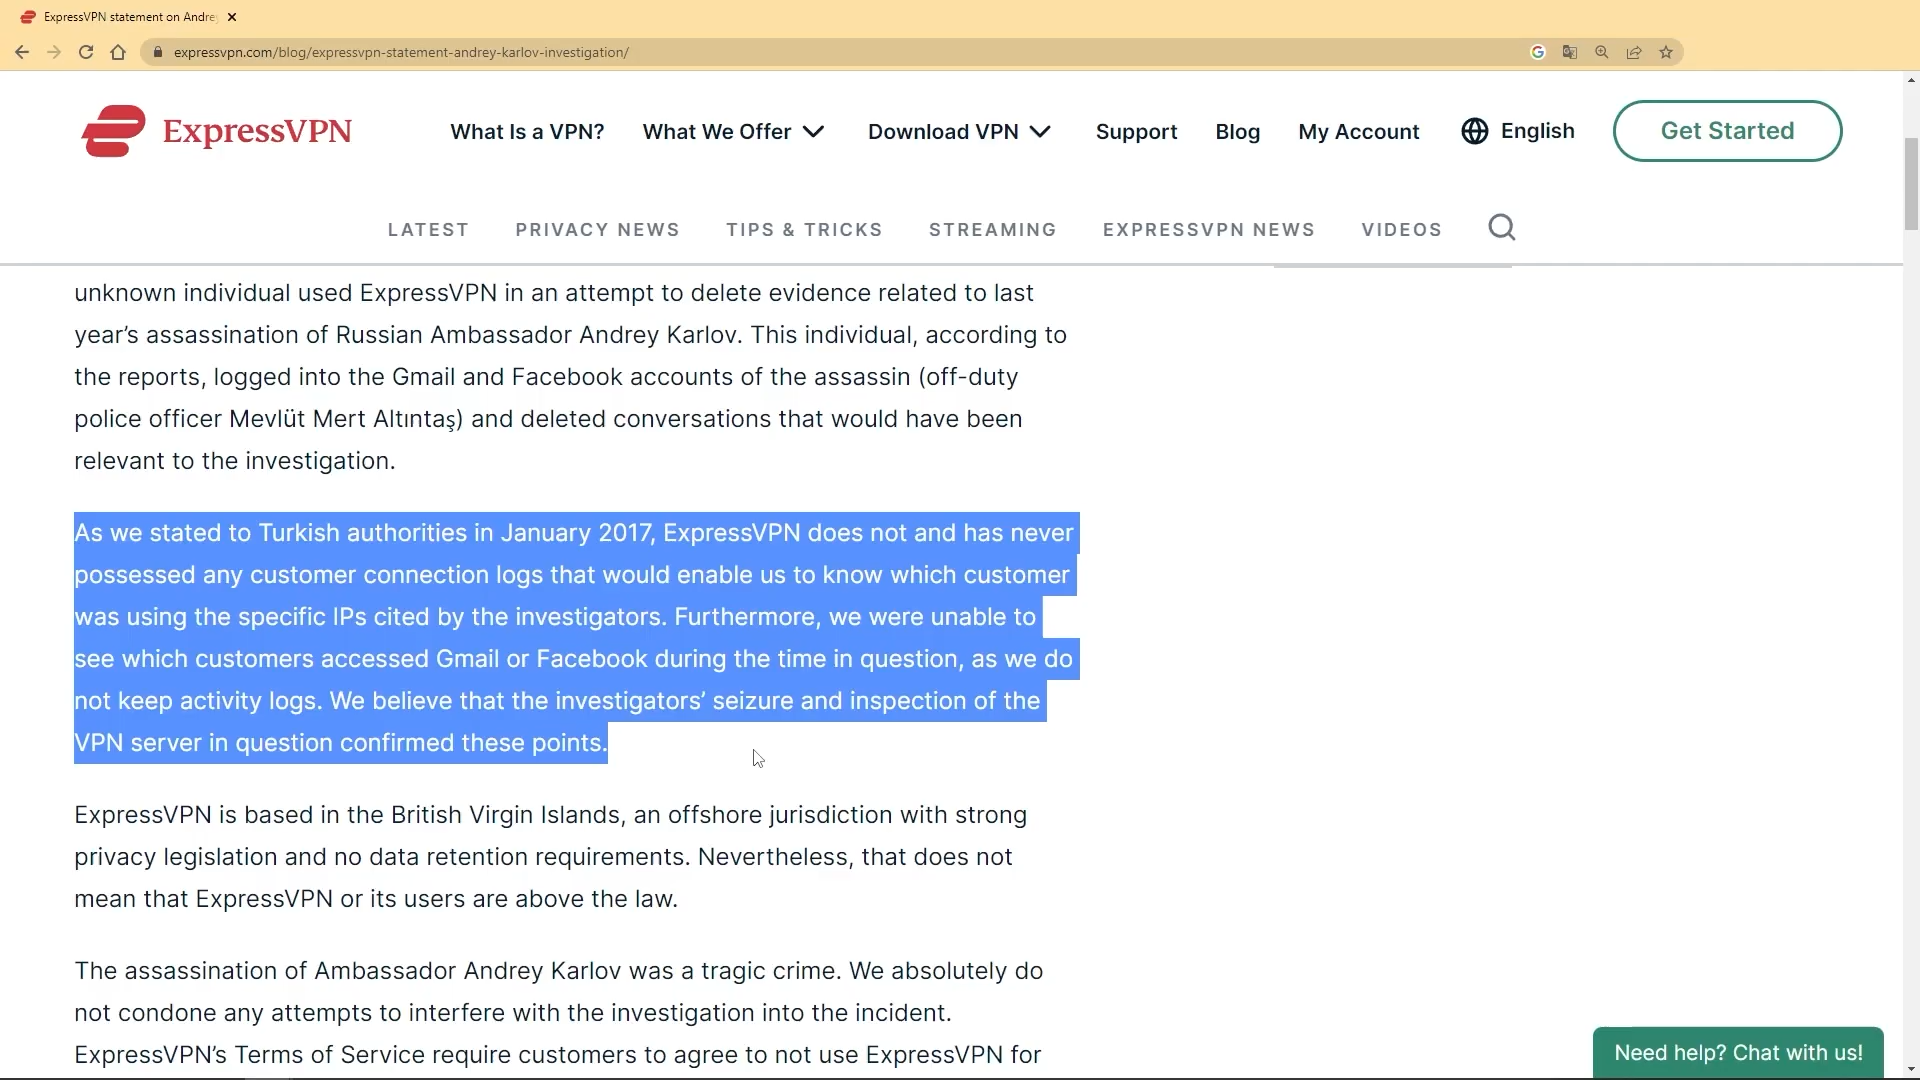 ExpressVPN statement on Andre
expressvpn.com/blog/expressvpn-statement-andrey-karlov-investigation/
ExpressVPN
What Is a VPN?
What We Offer
Download VPN
Support
Blog
My Account
English
Get Started
LATEST
PRIVACY NEWS
TIPS & TRICKS
STREAMING
EXPRESSVPN NEWS
VIDEOS
unknown individual used ExpressVPN in an attempt to delete evidence related to last
year’s assassination of Russian Ambassador Andrey Karlov. This individual, according to
the reports, logged into the Gmail and Facebook accounts of the assassin (off-duty
police officer Mevlüt Mert Altıntaş) and deleted conversations that would have been
relevant to the investigation.
As we stated to Turkish authorities in January 2017, ExpressVPN does not and has never
possessed any customer connection logs that would enable us to know which customer
was using the specific IPs cited by the investigators. Furthermore, we were unable to
see which customers accessed Gmail or Facebook during the time in question, as we do
not keep activity logs. We believe that the investigators’ seizure and inspection of the
VPN server in question confirmed these points.
ExpressVPN is based in the British Virgin Islands, an offshore jurisdiction with strong
privacy legislation and no data retention requirements. Nevertheless, that does not
mean that ExpressVPN or its users are above the law.
The assassination of Ambassador Andrey Karlov was a tragic crime. We absolutely do
not condone any attempts to interfere with the investigation into the incident.
ExpressVPN’s Terms of Service require customers to agree to not use ExpressVPN for
Need help? Chat with us!